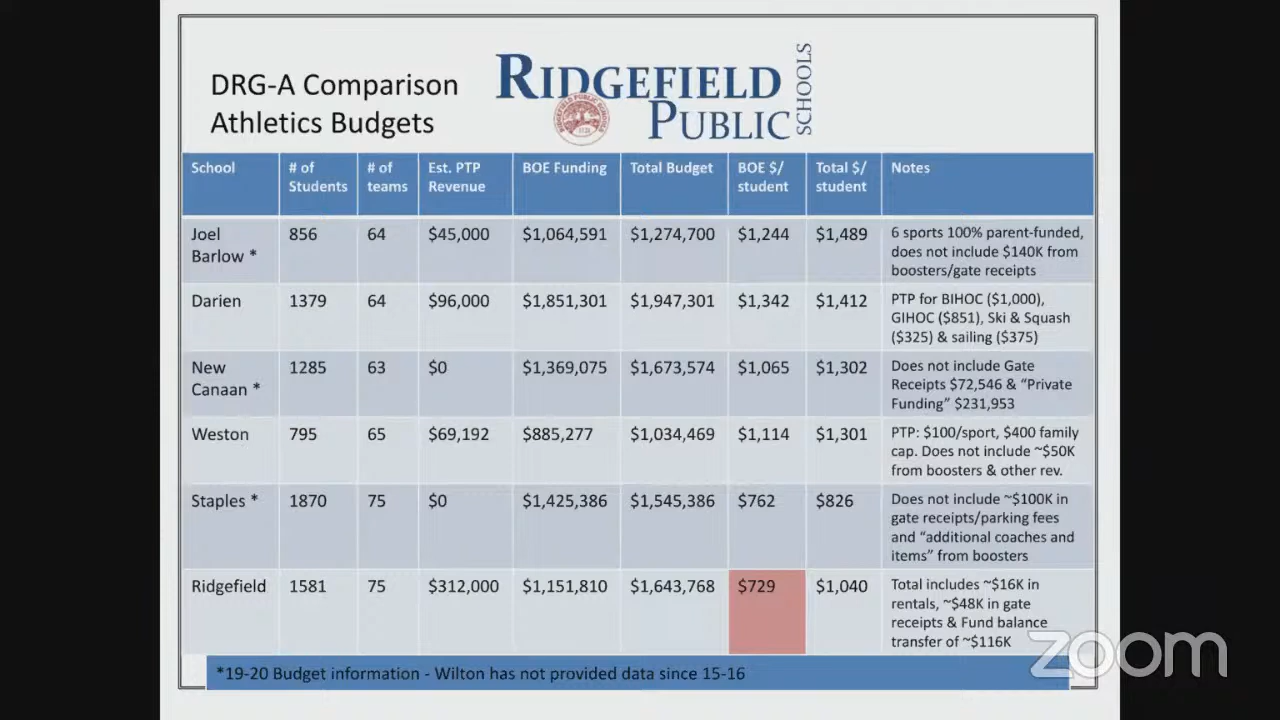 DRG-A Comparison
Athletics Budgets
RIDGEFIELD
PUBLIC
SCHOOLS
School # of Students # of teams Est. PTP Revenue BOE Funding Total Budget BOE $/ student Total $/ student Notes
Joel Barlow * 856 64 $45,000 $1,064,591 $1,274,700 $1,244 $1,489 6 sports 100% parent-funded,
does not include $140K from
boosters/gate receipts
Darien 1379 64 $96,000 $1,851,301 $1,947,301 $1,342 $1,412 PTP for BIHOC ($1,000),
GIHOC ($851), Ski & Squash
($325) & sailing ($375)
New Canaan * 1285 63 $0 $1,369,075 $1,673,574 $1,065 $1,302 Does not include Gate
Receipts $72,546 & “Private
Funding” $231,953
Weston 795 65 $69,192 $885,277 $1,034,469 $1,114 $1,301 PTP: $100/sport, $400 family
cap. Does not include ~$50K
from boosters & other rev.
Staples * 1870 75 $0 $1,425,386 $1,545,386 $762 $826 Does not include ~$100K in
gate receipts/parking fees
and “additional coaches and
items” from boosters
Ridgefield 1581 75 $312,000 $1,151,810 $1,643,768 $729 $1,040 Total includes ~$16K in
rentals, ~$48K in gate
receipts & Fund balance
transfer of ~$116K
*19-20 Budget information - Wilton has not provided data since 15-16
zoom